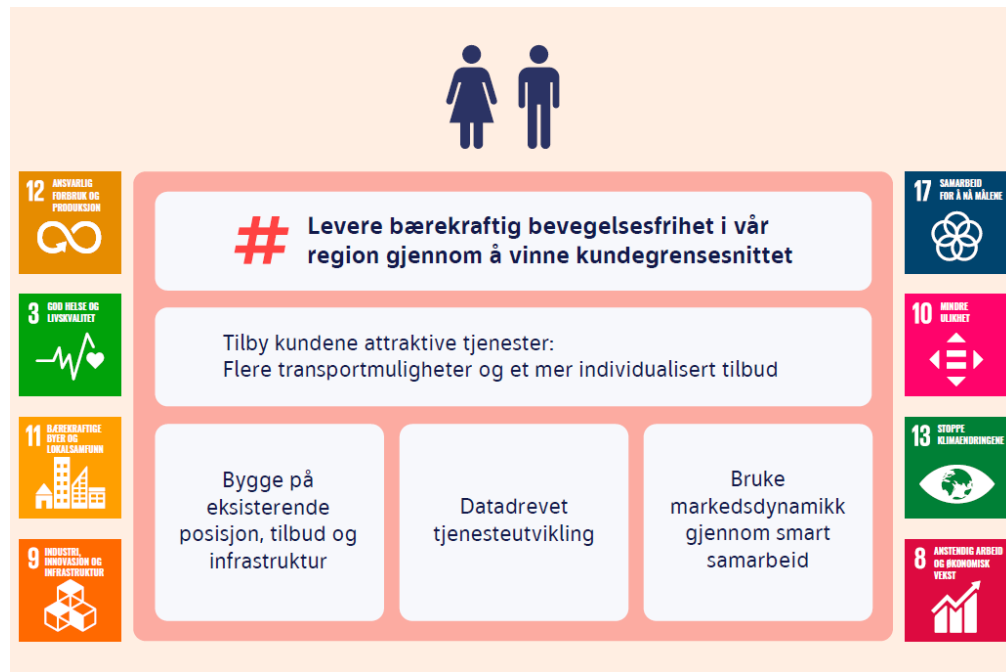 12 ANSVARLIG
FORBRUK OG
PRODUKSJON
3 GOD HELSE OG
LIVSKVALITET
11 BÆREKRAFTIGE
BYER OG
LOKALSAMFUNN
9 INDUSTRI,
INNOVASJON OG
INFRASTRUKTUR
# Levere bærekraftig bevegelsesfrihet i vår
region gjennom å vinne kundegrensesnittet
Tilby kundene attraktive tjenester:
Flere transportmuligheter og et mer individualisert tilbud
Bygge på
eksisterende
posisjon, tilbud og
infrastruktur
Datadrevet
tjenesteutvikling
Bruke
markedsdynamikk
gjennom smart
samarbeid
17 SAMARBEID
FOR Å NÅ MÅLENE
10 MINDRE
ULIKHET
13 STOPPE
KLIMAENDRINGENE
8 ANSTENDIG ARBEID
OG ØKONOMISK
VEKST